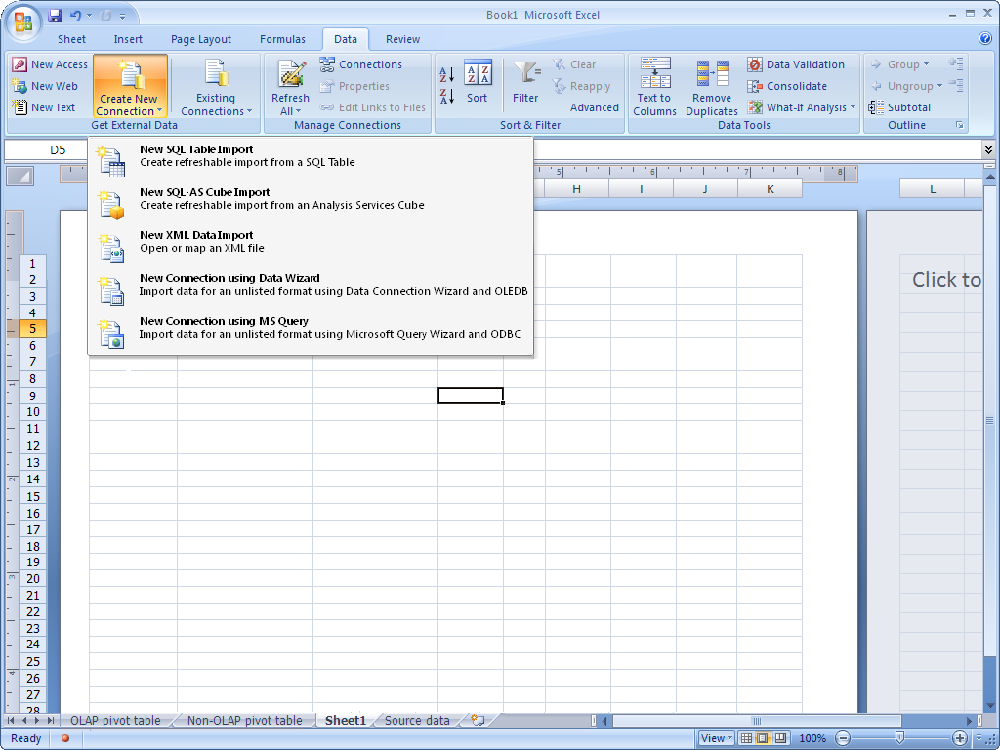 Book1 Microsoft Excel
Sheet Insert Page Layout Formulas Data Review
New Access
New Web
New Text
Create New
Connection
Existing
Connections
Get External Data
Refresh
All
Connections
Properties
Edit Links to Files
Manage Connections
A
Z
Z
A
A Z
Z A
Sort
Filter
Clear
Reapply
Advanced
Sort & Filter
Text to
Columns
Remove
Duplicates
Data Validation
Consolidate
What-If Analysis
Data Tools
Group
Ungroup
Subtotal
Outline
D5
New SQL Table Import
Create refreshable import from a SQL Table
New SQL-AS Cube Import
Create refreshable import from an Analysis Services Cube
New XML Data Import
Open or map an XML file
New Connection using Data Wizard
Import data for an unlisted format using Data Connection Wizard and OLEDB
New Connection using MS Query
Import data for an unlisted format using Microsoft Query Wizard and ODBC
5 6 7 8
H I J K L
1
2
3
4
5
6
7
8
9
10
11
12
13
14
15
16
17
18
19
20
21
22
23
24
25
26
27
28
1
2
3
4
Click to
OLAP pivot table Non-OLAP pivot table Sheet1 Source data
Ready View 100%